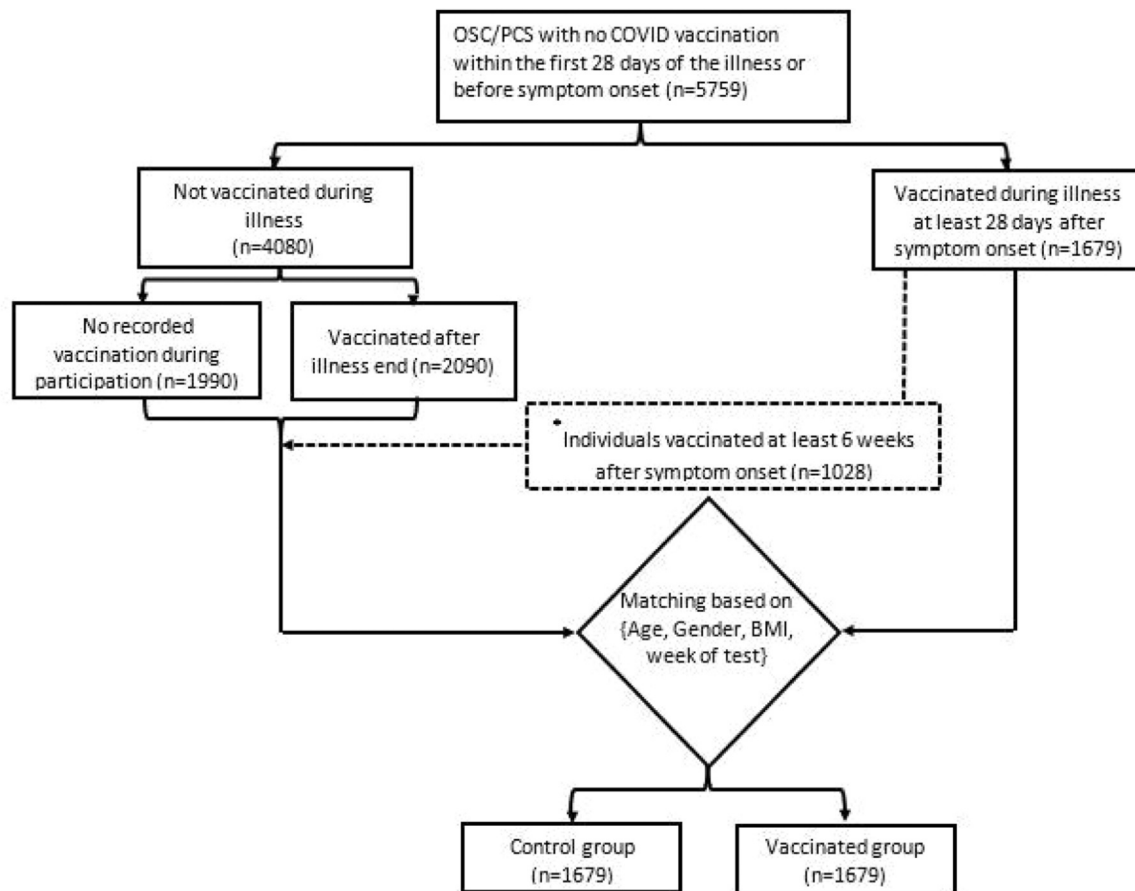 OSC/PCS with no COVID vaccination
within the first 28 days of the illness or
before symptom onset (n=5759)
Not vaccinated during
illness
(n=4080)
Vaccinated during illness
at least 28 days after
symptom onset (n=1679)
No recorded
vaccination during
participation (n=1990)
Vaccinated after
illness end (n=2090)
*Individuals vaccinated at least 6 weeks
after symptom onset (n=1028)
Matching based on
{Age, Gender, BMI,
week of test}
Control group
(n=1679)
Vaccinated group
(n=1679)